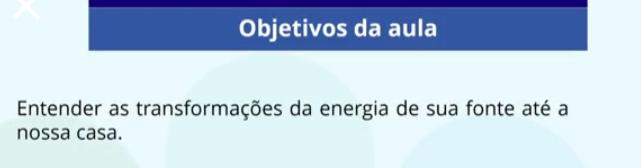 Objetivos da aula
Entender as transformações da energia de sua fonte até a
nossa casa.